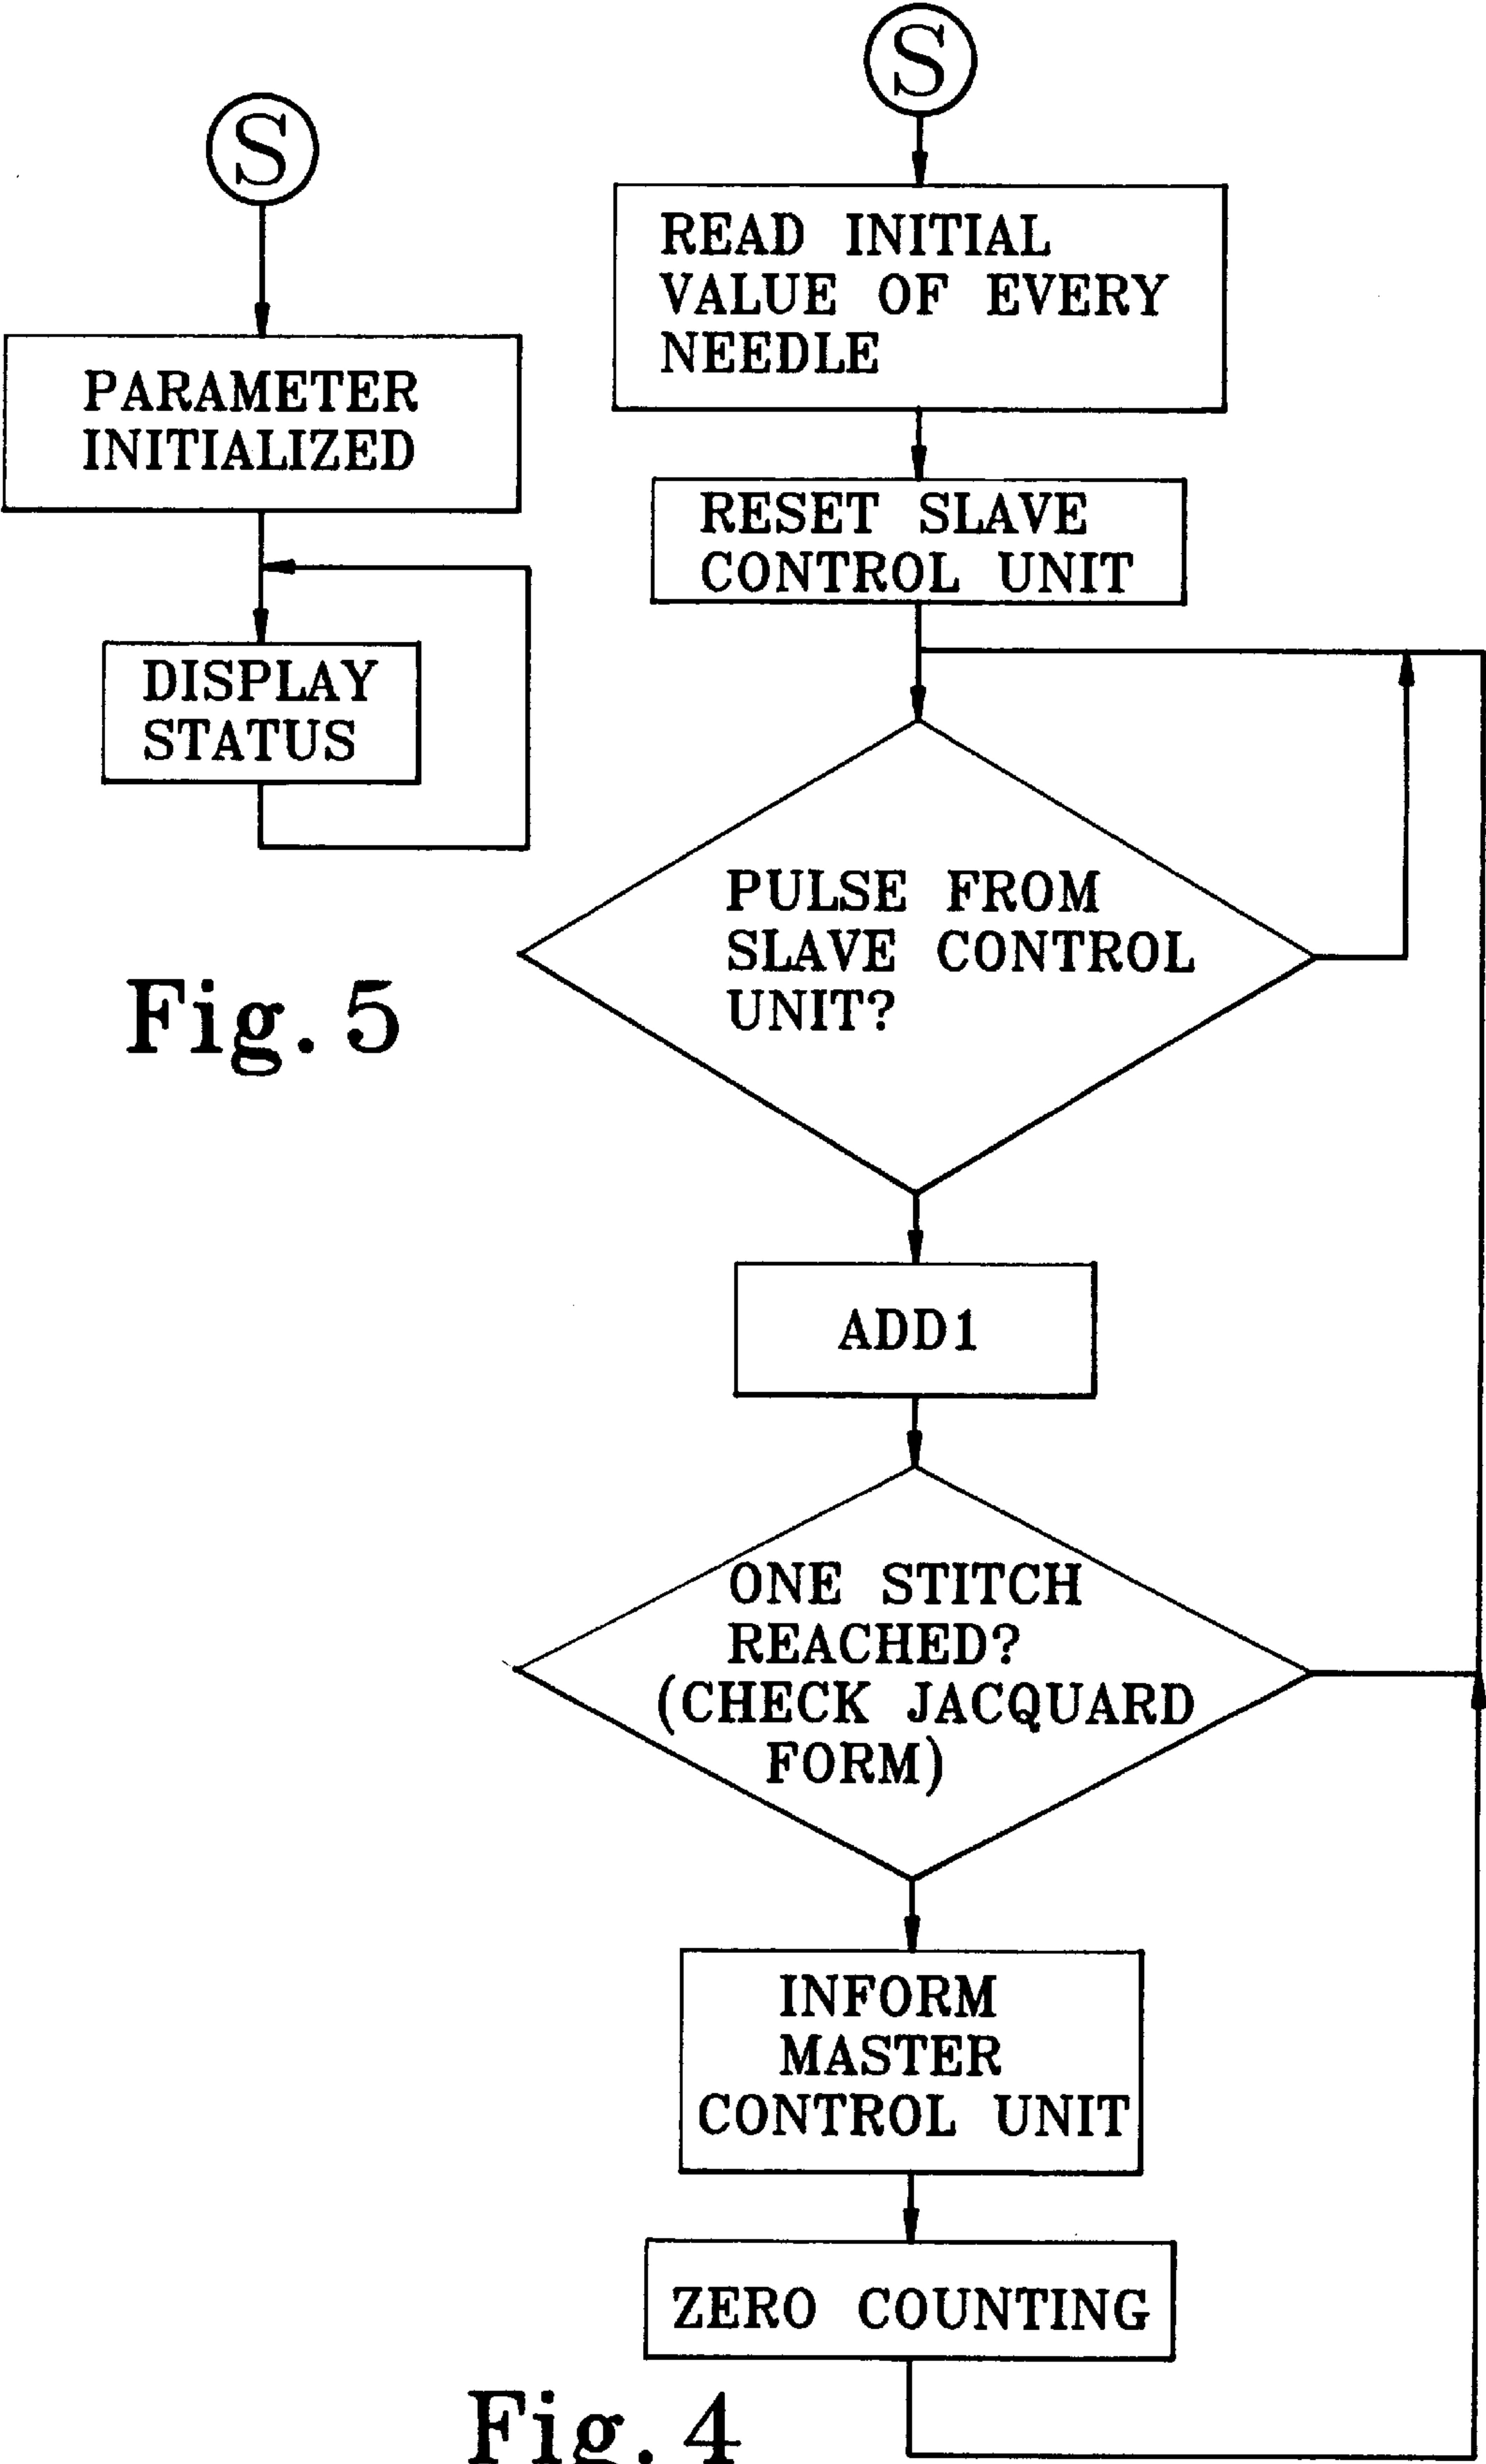 S
PARAMETER
INITIALIZED
DISPLAY
STATUS
Fig. 5
S
READ INITIAL
VALUE OF EVERY
NEEDLE
RESET SLAVE
CONTROL UNIT
PULSE FROM
SLAVE CONTROL
UNIT?
ADD1
ONE STITCH
REACHED?
(CHECK JACQUARD
FORM)
INFORM
MASTER
CONTROL UNIT
ZERO COUNTING
Fig. 4